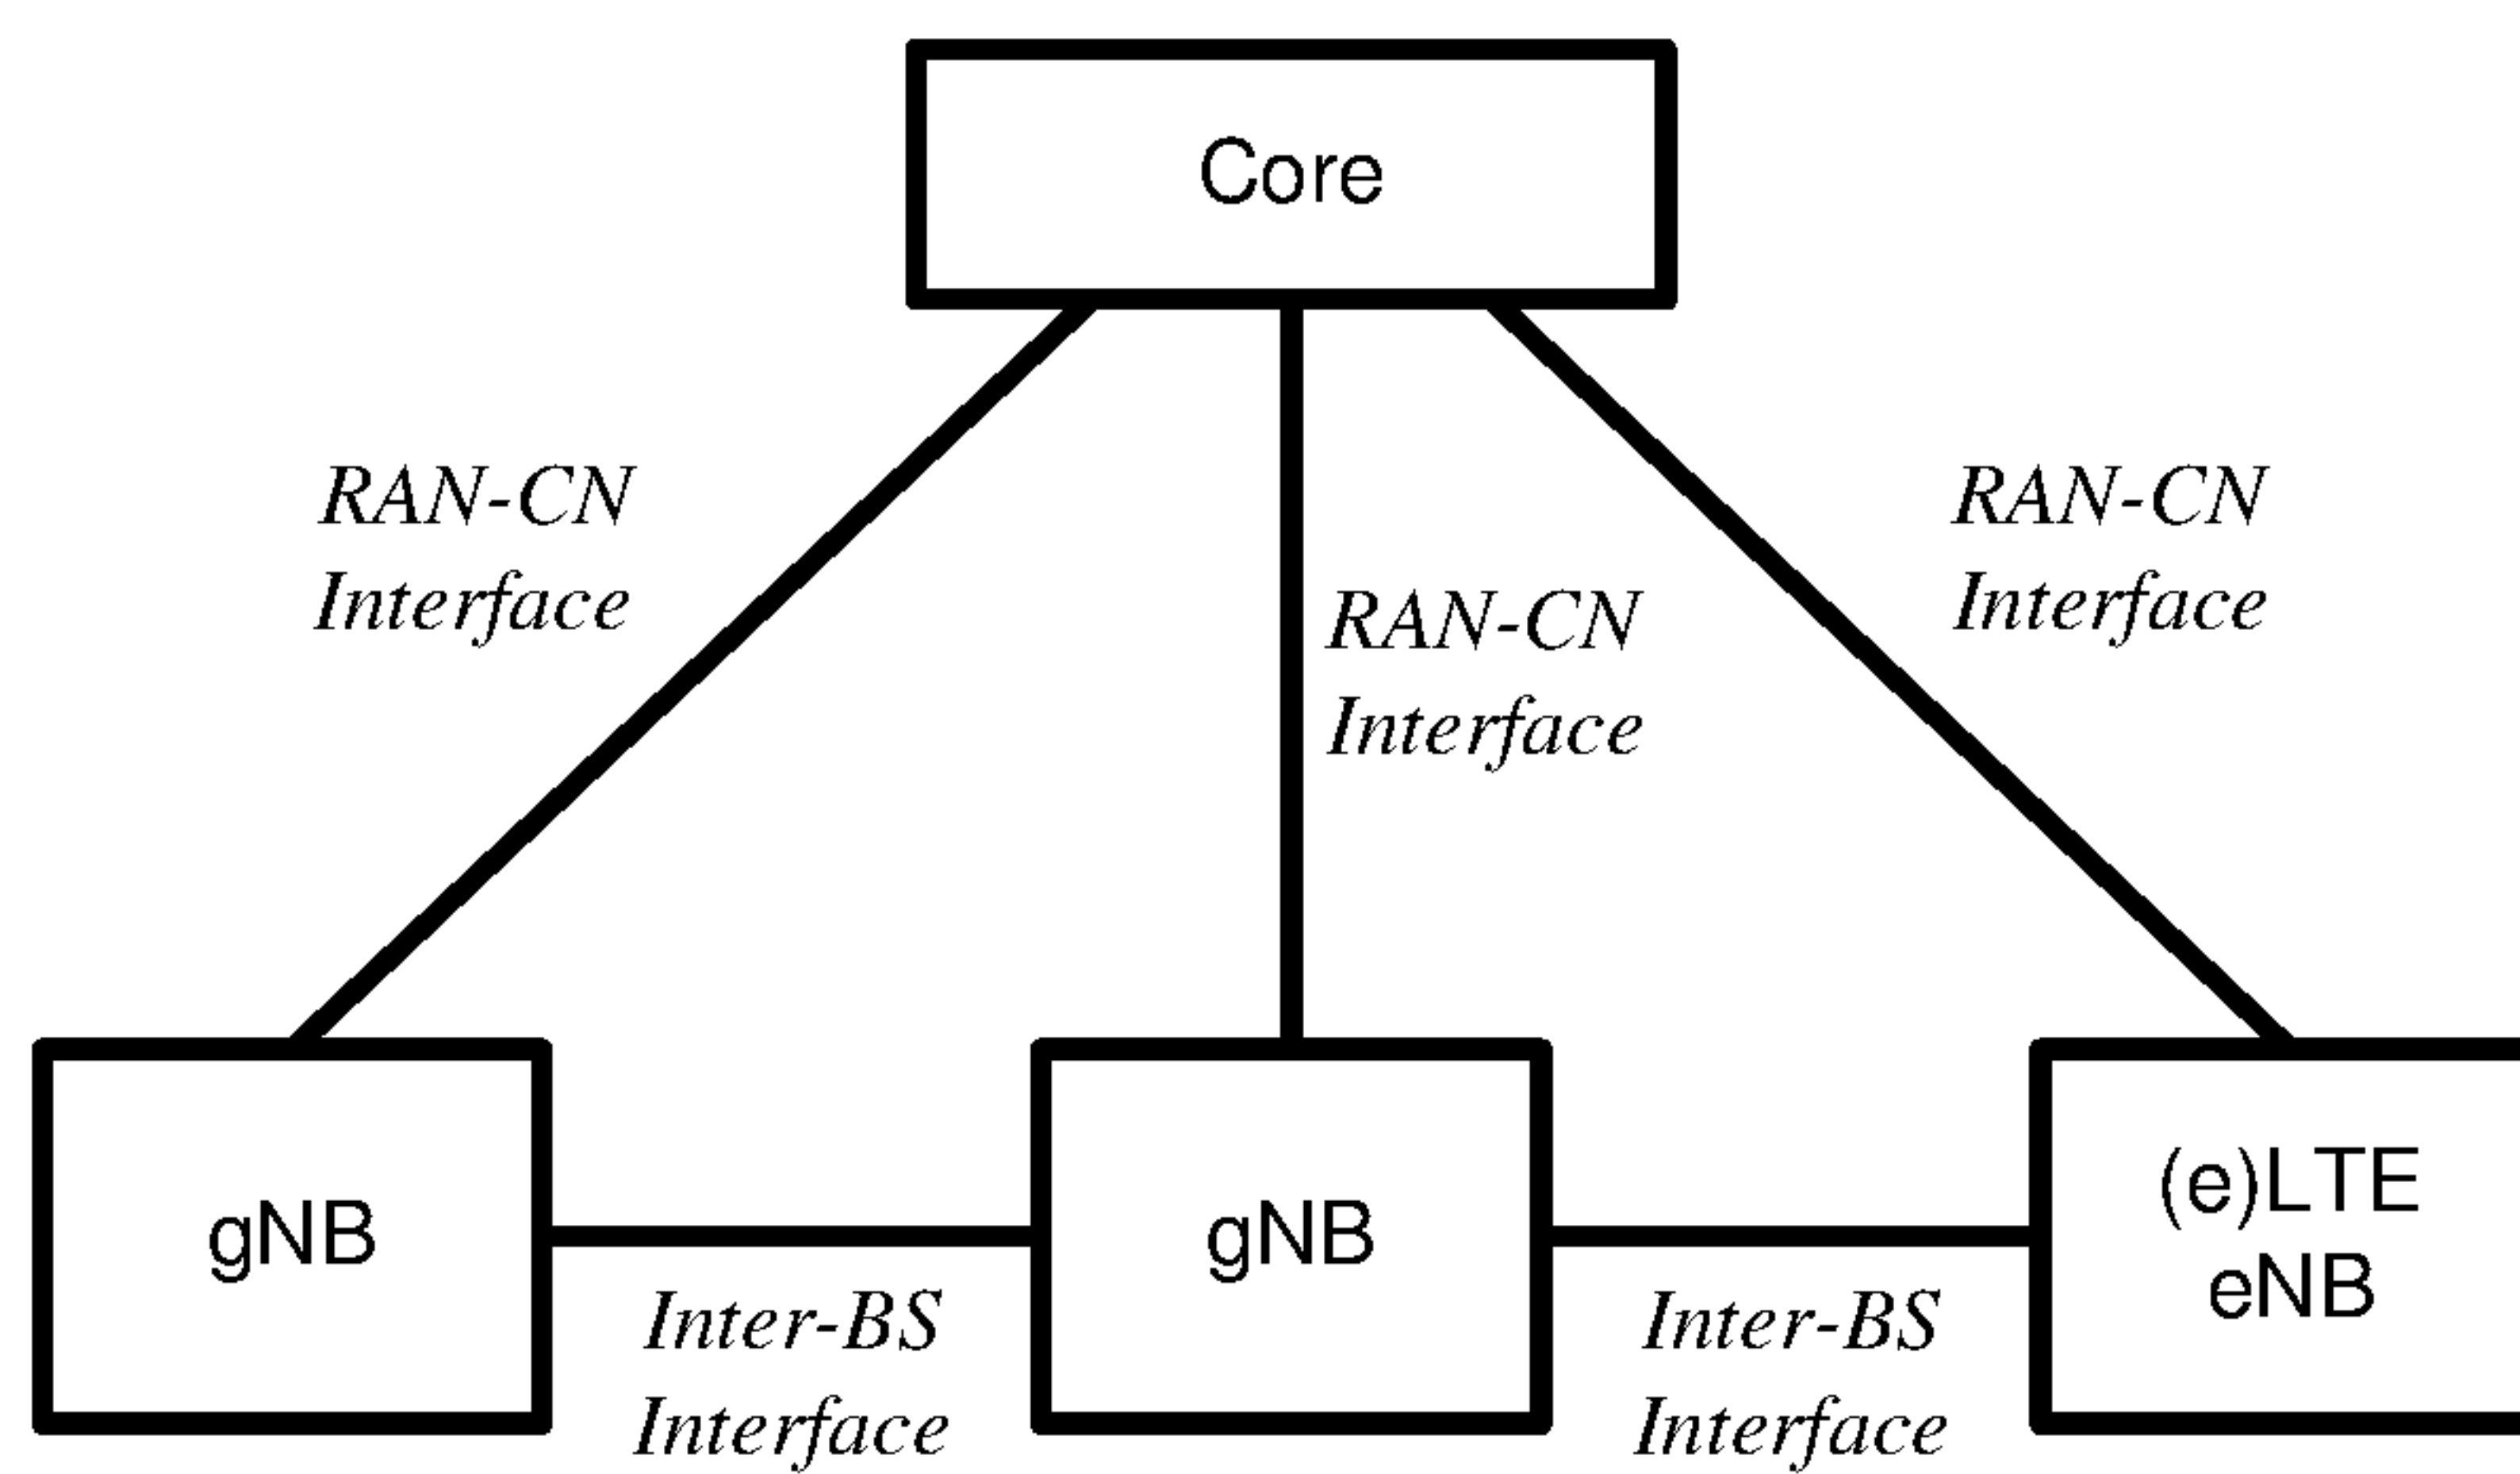 Core
RAN-CN
Interface
RAN-CN
Interface
RAN-CN
Interface
gNB
gNB
(e)LTE
eNB
Inter-BS
Interface
Inter-BS
Interface